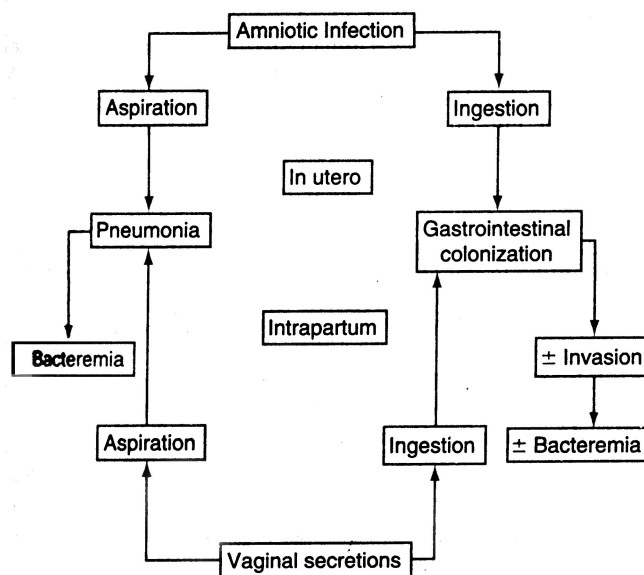 Amniotic Infection
Aspiration
Ingestion
In utero
Pneumonia
Gastrointestinal
colonization
Intrapartum
Bacteremia
± Invasion
Aspiration
Ingestion
± Bacteremia
Vaginal secretions